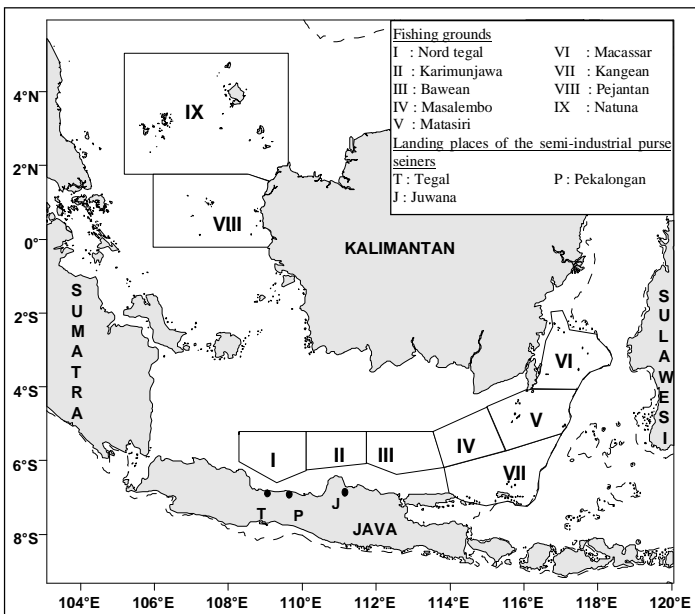 Fishing grounds
I : Nord tegal VI : Macassar
II : Karimunjawa VII : Kangean
III : Bawean VIII : Pejantan
IV : Masalembo IX : Natuna
V : Matasiri
Landing places of the semi-industrial purse
seiners
T : Tegal P : Pekalongan
J : Juwana
4°N
IX
2°N
VIII
0°
KALIMANTAN
SUMATRA
SULAWESI
2°S
VI
4°S
V
IV
I II III
6°S
VII
T P J
JAVA
8°S
104°E 106°E 108°E 110°E 112°E 114°E 116°E 118°E 120°E